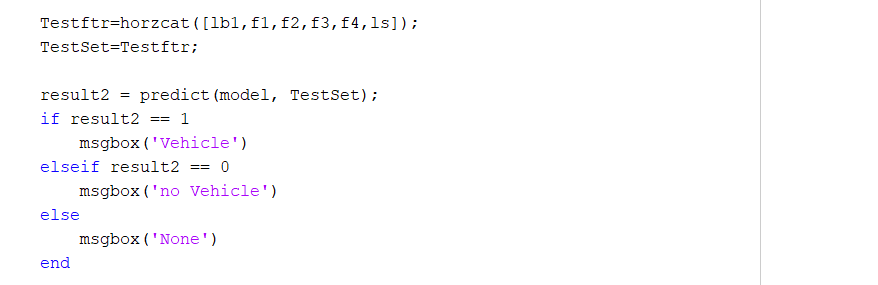 Testftr=horzcat([lb1,f1,f2,f3,f4,ls]);
TestSet=Testftr;

result2 = predict(model, TestSet);
if result2 == 1
    msgbox('Vehicle')
elseif result2 == 0
    msgbox('no Vehicle')
else
    msgbox('None')
end